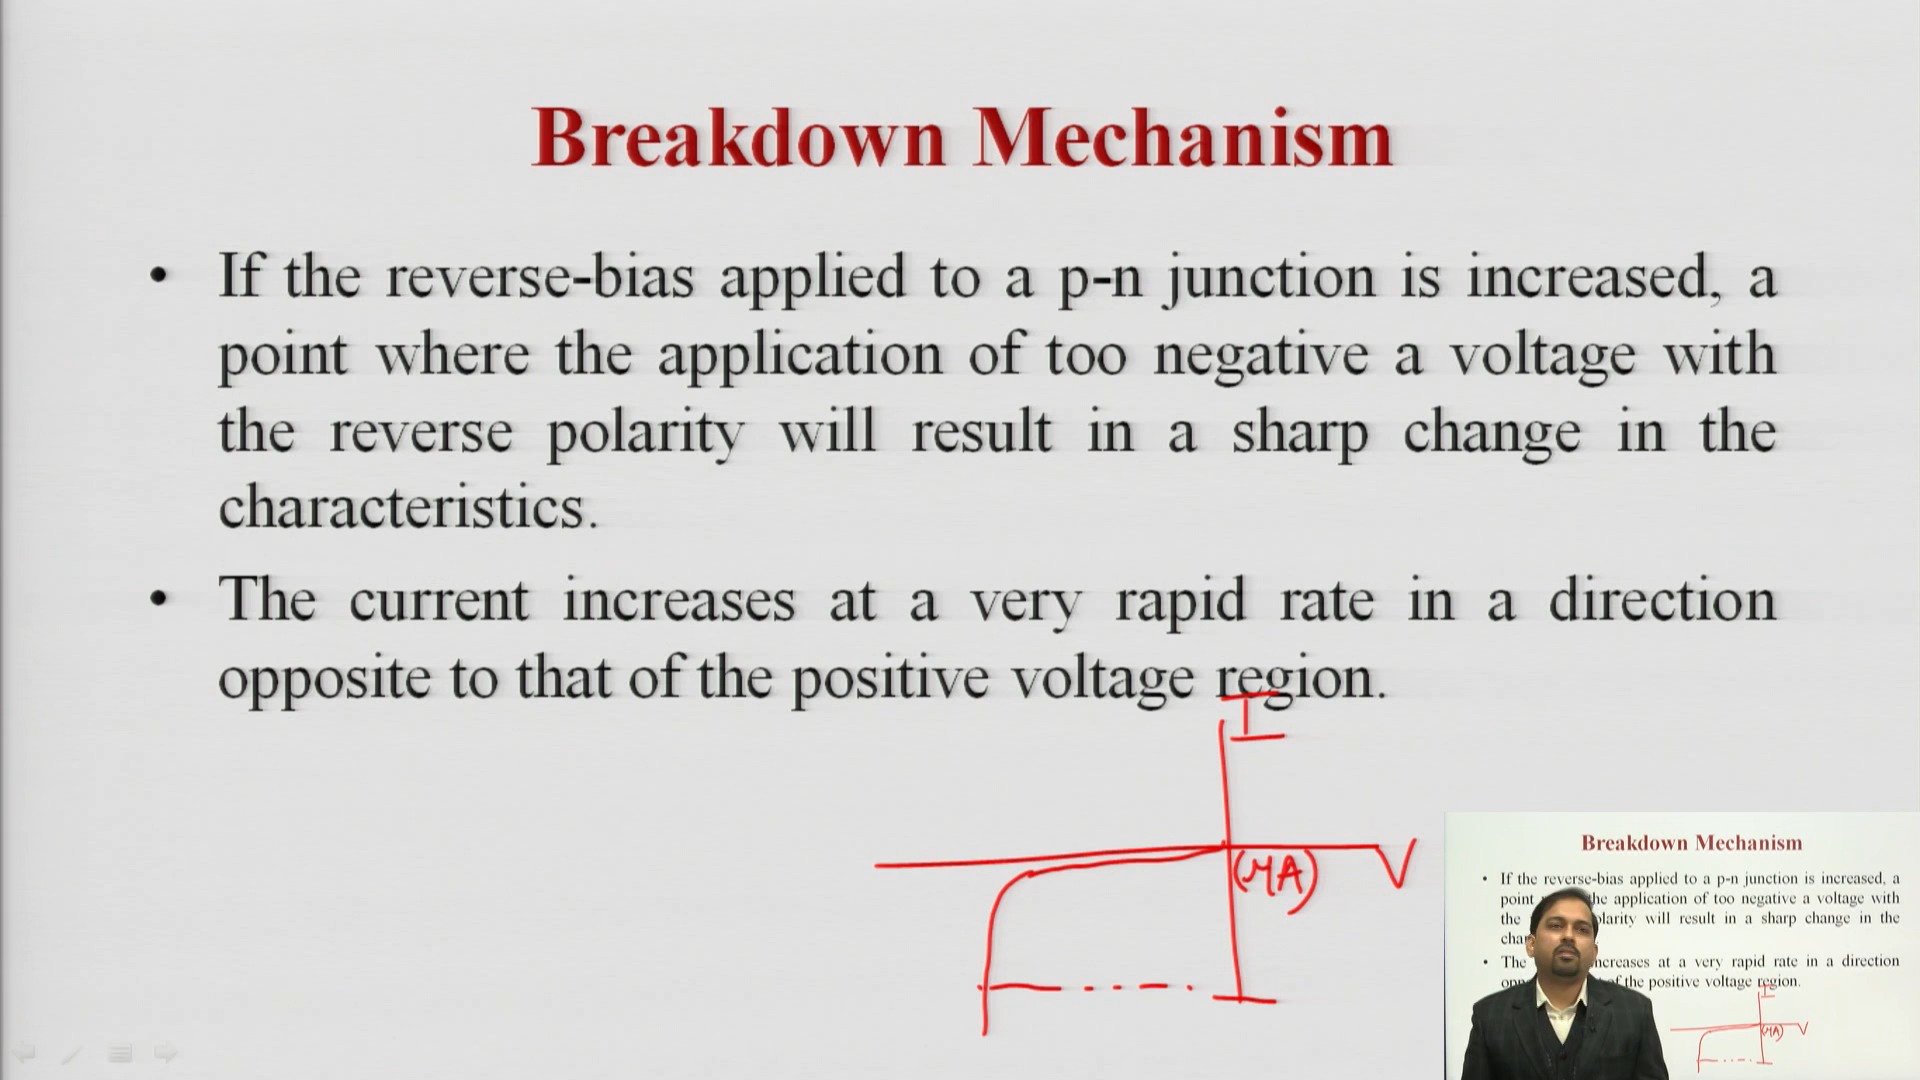 Breakdown Mechanism
• If the reverse-bias applied to a p-n junction is increased, a
point where the application of too negative a voltage with
the reverse polarity will result in a sharp change in the
characteristics.
• The current increases at a very rapid rate in a direction
opposite to that of the positive voltage region.
I
(μA)
V
Breakdown Mechanism
• If the reverse-bias applied to a p-n junction is increased, a
point the application of too negative a voltage with
the polarity will result in a sharp change in the
• The increases at a very rapid rate in a direction
of the positive voltage region.
I
(μA)
V